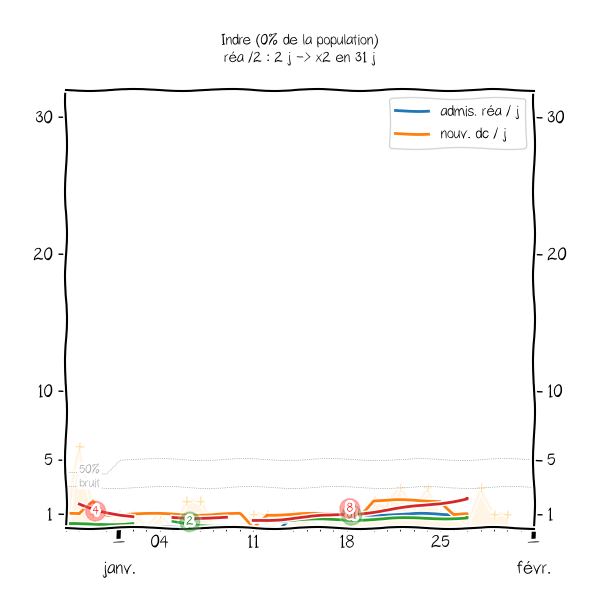 Indre (0% de la population)
réa /2 : 2 j -> x2 en 31 j
admis. réa / j
nouv. dc / j
30
30
20
20
10
10
5
5
50%
bruit
4
2
8
1
1
04
11
18
25
janv.
févr.